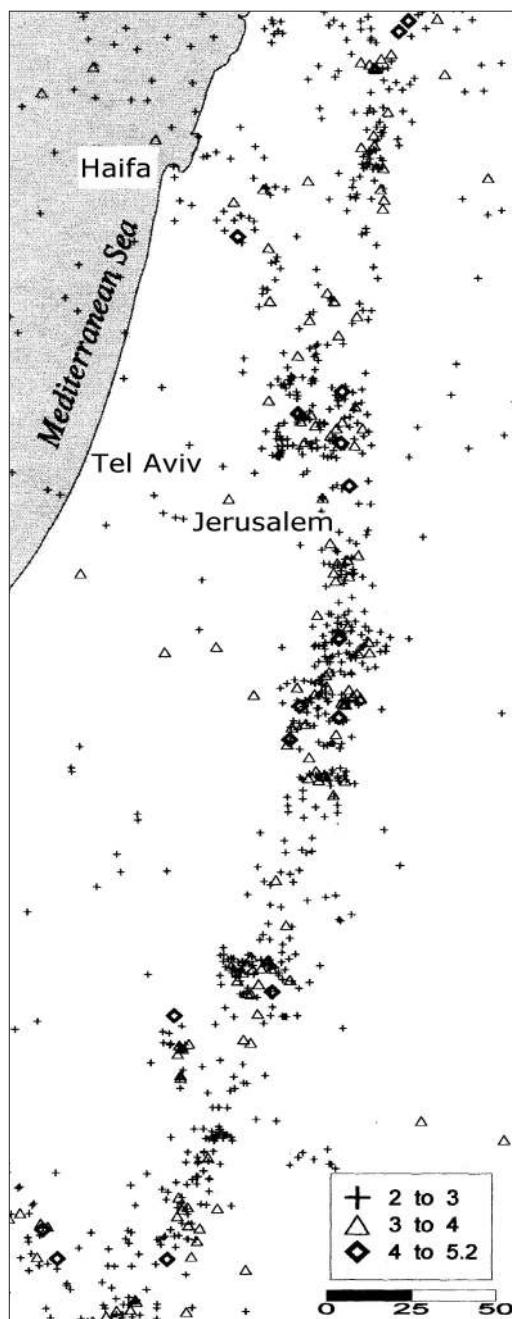 Haifa
Mediterranean Sea
Tel Aviv
Jerusalem
2 to 3
3 to 4
4 to 5.2
0 25 50